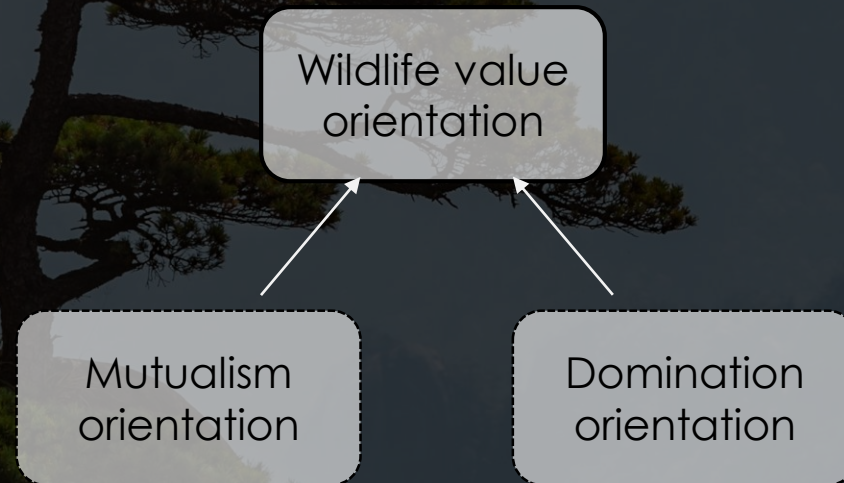 Wildlife value
orientation
Mutualism
orientation
Domination
orientation